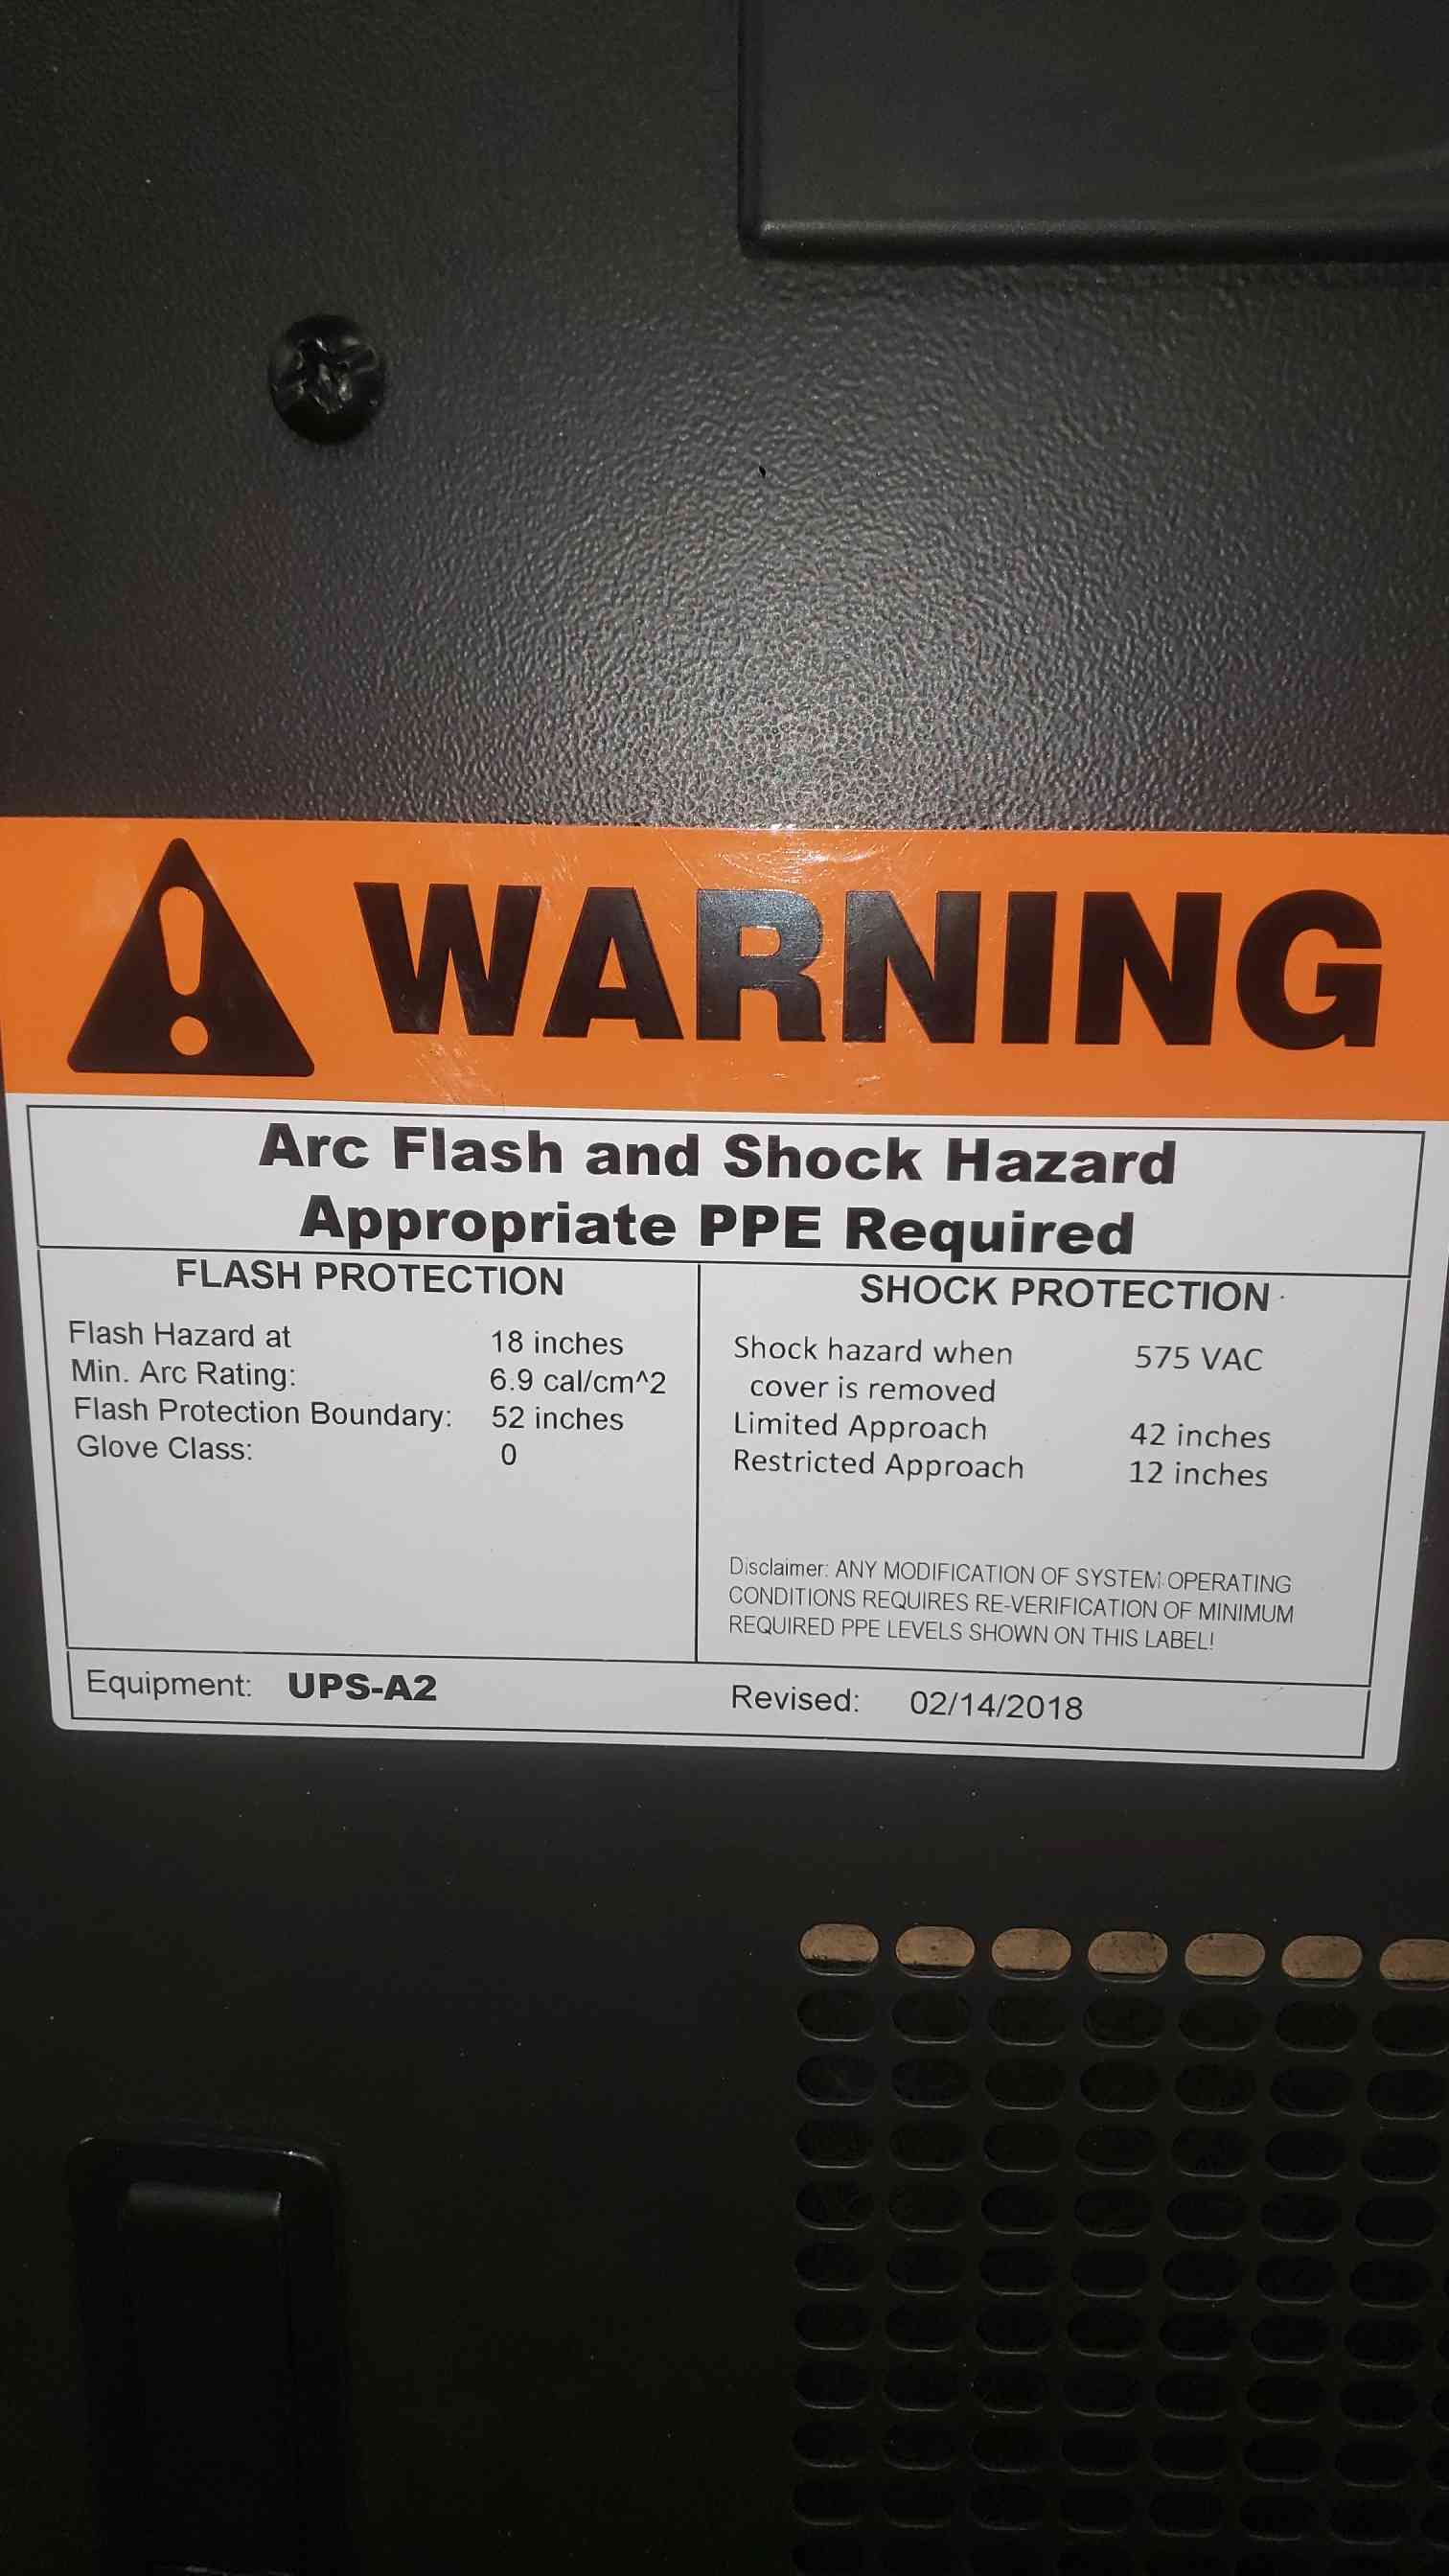 WARNING
Arc Flash and Shock Hazard
Appropriate PPE Required
FLASH PROTECTION
Flash Hazard at 18 inches
Min. Arc Rating: 6.9 cal/cm^2
Flash Protection Boundary: 52 inches
Glove Class: 0
SHOCK PROTECTION
Shock hazard when 575 VAC
cover is removed
Limited Approach 42 inches
Restricted Approach 12 inches
Disclaimer: ANY MODIFICATION OF SYSTEM OPERATING
CONDITIONS REQUIRES RE-VERIFICATION OF MINIMUM
REQUIRED PPE LEVELS SHOWN ON THIS LABEL!
Equipment: UPS-A2
Revised: 02/14/2018